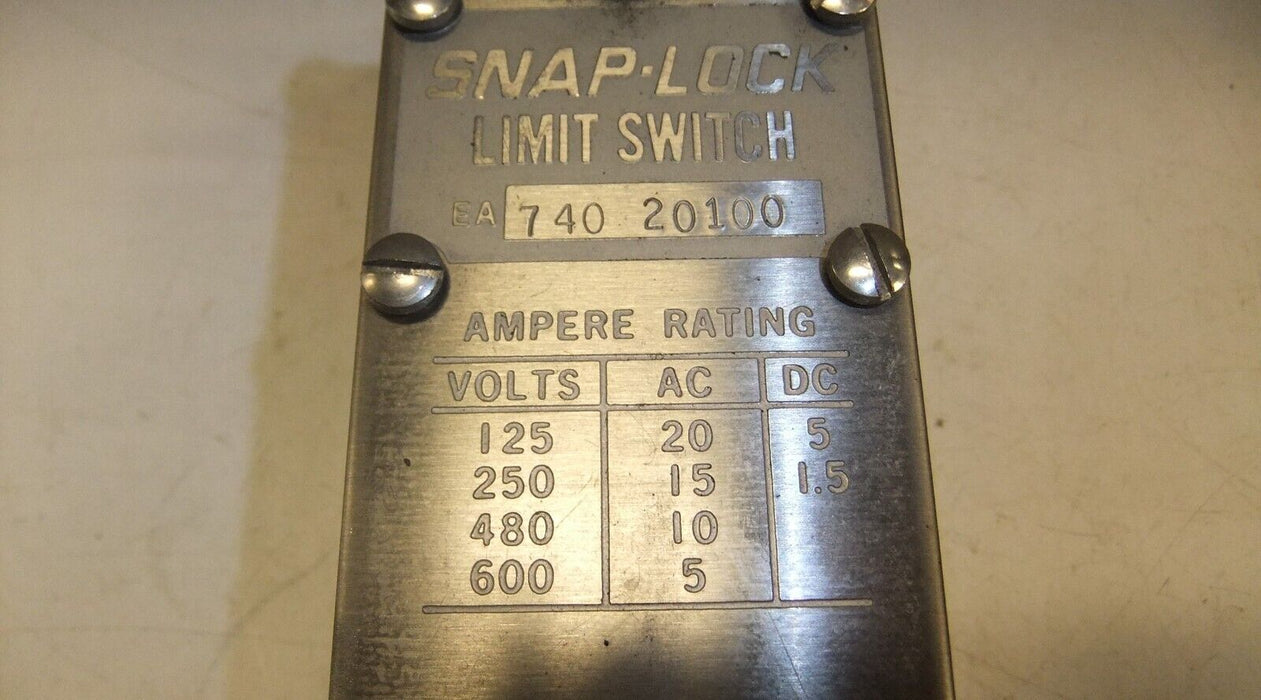 SNAP-LOCK
LIMIT SWITCH
EA 740 20100
AMPERE RATING
VOLTS AC DC
125 20 5
250 15 1.5
480 10
600 5